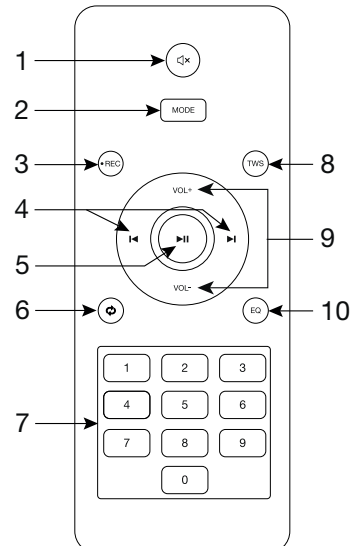 1
2 MODE
3 •REC TWS 8
VOL+
4
9
5
VOL-
6 EQ 10
1 2 3
4 5 6
7
7 8 9
0